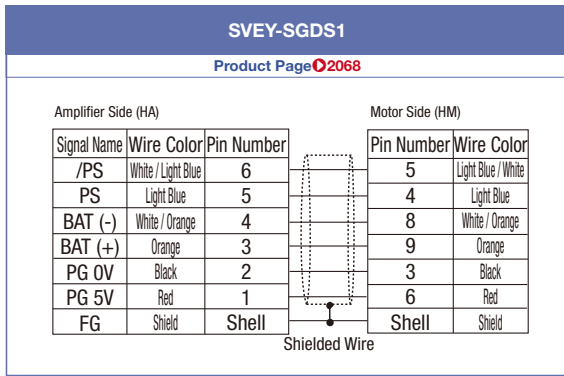 SVEY-SGDS1
Product Page 2068
Amplifier Side (HA) Motor Side (HM)
Signal Name Wire Color Pin Number Pin Number Wire Color
/PS White / Light Blue 6 5 Light Blue / White
PS Light Blue 5 4 Light Blue
BAT (-) White / Orange 4 8 White / Orange
BAT (+) Orange 3 9 Orange
PG 0V Black 2 3 Black
PG 5V Red 1 6 Red
FG Shield Shell Shell Shield
Shielded Wire